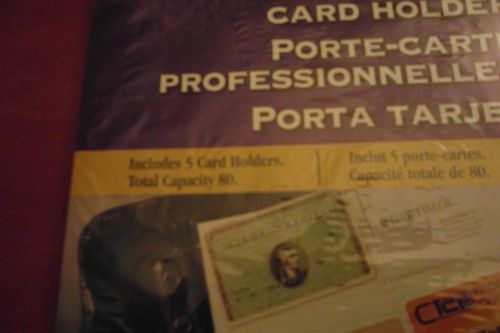 CARD HOLDER
PORTE-CARTE
PROFESSIONNELLE
PORTA TARJE
Includes 5 Card Holders.
Total Capacity 80.
Inclut 5 porte-cartes.
Capacité totale de 80.